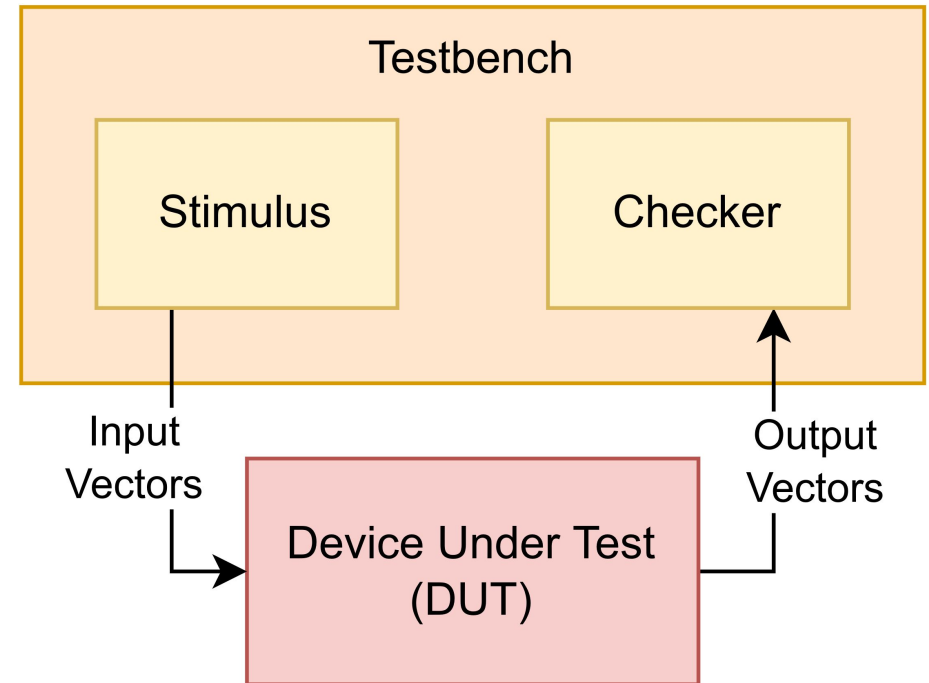 Testbench
Stimulus
Checker
Input
Vectors
Output
Vectors
Device Under Test
(DUT)